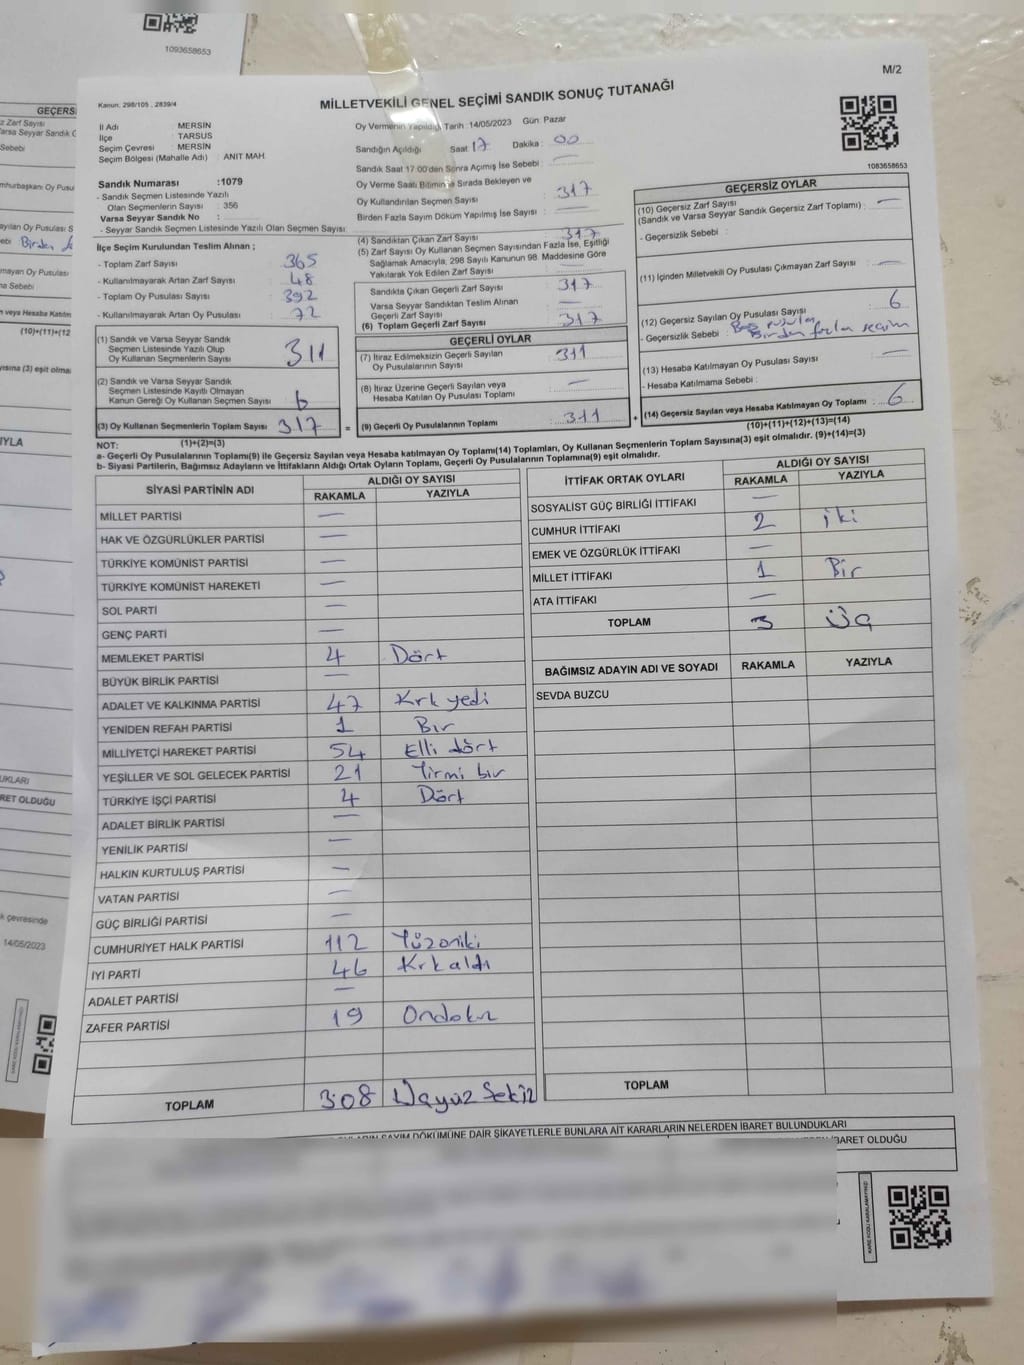 1093658653
M/2
Kanun: 298/105 , 2839/4
MİLLETVEKİLİ GENEL SEÇİMİ SANDIK SONUÇ TUTANAĞI
İl Adı : MERSİN
İlçe : TARSUS
Seçim Çevresi : MERSİN
Seçim Bölgesi (Mahalle Adı) : ANIT MAH
Oy Vermenin Yapıldığı Tarih :14/05/2023 Gün: Pazar
Sandığın Açıldığı Saat : 17 Dakika : 00
Sandık Saat 17:00'den Sonra Açımış İse Sebebi : —
Oy Verme Saati Bitiminde Sırada Bekleyen ve
Oy Kullandırılan Seçmen Sayısı : 317
Birden Fazla Sayım Döküm Yapılmış İse Sayısı : —
1083658653
Sandık Numarası :1079
- Sandık Seçmen Listesinde Yazılı
Olan Seçmenlerin Sayısı : 356
Varsa Seyyar Sandık No :
- Seyyar Sandık Seçmen Listesinde Yazılı Olan Seçmen Sayısı:
İlçe Seçim Kurulundan Teslim Alınan ;
- Toplam Zarf Sayısı : 365
- Kullanılmayarak Artan Zarf Sayısı : 48
- Toplam Oy Pusulası Sayısı : 392
- Kullanılmayarak Artan Oy Pusulası : 72
(4) Sandıktan Çıkan Zarf Sayısı : 317
(5) Zarf Sayısı Oy Kullanan Seçmen Sayısından Fazla İse, Eşitliği
Sağlamak Amacıyla, 298 Sayılı Kanunun 98. Maddesine Göre
Yakılarak Yok Edilen Zarf Sayısı : —
Sandıkta Çıkan Geçerli Zarf Sayısı : 317
Varsa Seyyar Sandıktan Teslim Alınan
Geçerli Zarf Sayısı : —
(6) Toplam Geçerli Zarf Sayısı : 317
GEÇERSİZ OYLAR
(10) Geçersiz Zarf Sayısı
(Sandık ve Varsa Seyyar Sandık Geçersiz Zarf Toplamı) : —
- Geçersizlik Sebebi :
(11) İçinden Milletvekili Oy Pusulası Çıkmayan Zarf Sayısı : —
(12) Geçersiz Sayılan Oy Pusulası Sayısı : 6
- Geçersizlik Sebebi : Boş pusula
Birden fazla seçim
(13) Hesaba Katılmayan Oy Pusulası Sayısı : —
- Hesaba Katılmama Sebebi :
(14) Geçersiz Sayılan veya Hesaba Katılmayan Oy Toplamı : 6
(10)+(11)+(12)+(13)=(14)
(1) Sandık ve Varsa Seyyar Sandık
Seçmen Listesinde Yazılı Olup
Oy Kullanan Seçmenlerin Sayısı : 311
(2) Sandık ve Varsa Seyyar Sandık
Seçmen Listesinde Kayıtlı Olmayan
Kanun Gereği Oy Kullanan Seçmen Sayısı : 6
(3) Oy Kullanan Seçmenlerin Toplam Sayısı : 317
(1)+(2)=(3)
GEÇERLİ OYLAR
(7) İtiraz Edilmeksizin Geçerli Sayılan
Oy Pusulalarının Sayısı : 311
(8) İtiraz Üzerine Geçerli Sayılan veya
Hesaba Katılan Oy Pusulası Toplamı : —
= (9) Geçerli Oy Pusulalarının Toplamı : 311 +
NOT:
a- Geçerli Oy Pusulalarının Toplamı(9) ile Geçersiz Sayılan veya Hesaba katılmayan Oy Toplamı(14) Toplamları, Oy Kullanan Seçmenlerin Toplam Sayısına(3) eşit olmalıdır. (9)+(14)=(3)
b- Siyasi Partilerin, Bağımsız Adayların ve İttifakların Aldığı Ortak Oyların Toplamı, Geçerli Oy Pusulalarının Toplamına(9) eşit olmalıdır.
SİYASİ PARTİNİN ADI ALDIĞI OY SAYISI
RAKAMLA YAZIYLA
MİLLET PARTİSİ —
HAK VE ÖZGÜRLÜKLER PARTİSİ —
TÜRKİYE KOMÜNİST PARTİSİ —
TÜRKİYE KOMÜNİST HAREKETİ —
SOL PARTİ —
GENÇ PARTİ —
MEMLEKET PARTİSİ 4 Dört
BÜYÜK BİRLİK PARTİSİ —
ADALET VE KALKINMA PARTİSİ 47 Kırk yedi
YENİDEN REFAH PARTİSİ 1 Bir
MİLLİYETÇİ HAREKET PARTİSİ 54 Elli dört
YEŞİLLER VE SOL GELECEK PARTİSİ 21 Yirmi bir
TÜRKİYE İŞÇİ PARTİSİ 4 Dört
ADALET BİRLİK PARTİSİ —
YENİLİK PARTİSİ —
HALKIN KURTULUŞ PARTİSİ —
VATAN PARTİSİ —
GÜÇ BİRLİĞİ PARTİSİ —
CUMHURİYET HALK PARTİSİ 112 Yüzoniki
İYİ PARTİ 46 Kırkaltı
ADALET PARTİSİ —
ZAFER PARTİSİ 19 Ondokuz
TOPLAM 308 Üçyüz Sekiz
İTTİFAK ORTAK OYLARI ALDIĞI OY SAYISI
RAKAMLA YAZIYLA
SOSYALİST GÜÇ BİRLİĞİ İTTİFAKI —
CUMHUR İTTİFAKI 2 iki
EMEK VE ÖZGÜRLÜK İTTİFAKI —
MİLLET İTTİFAKI 1 Bir
ATA İTTİFAKI —
TOPLAM 3 Üç
BAĞIMSIZ ADAYIN ADI VE SOYADI RAKAMLA YAZIYLA
SEVDA BUZCU
TOPLAM
SAYIM DÖKÜMÜNE DAİR ŞİKAYETLERLE BUNLARA AİT KARARLARIN NELERDEN İBARET BULUNDUKLARI
İBARET OLDUĞU
14/05/2023